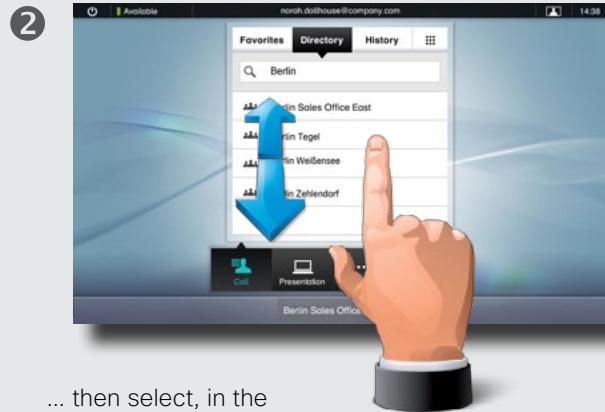 2
Available norah.dollhouse@company.com 14:38
Favorites Directory History
Berlin
Sales Office East
Tegel
Weißensee
Zehlendorf
Call Presentation
Berlin Sales
... then select, in the